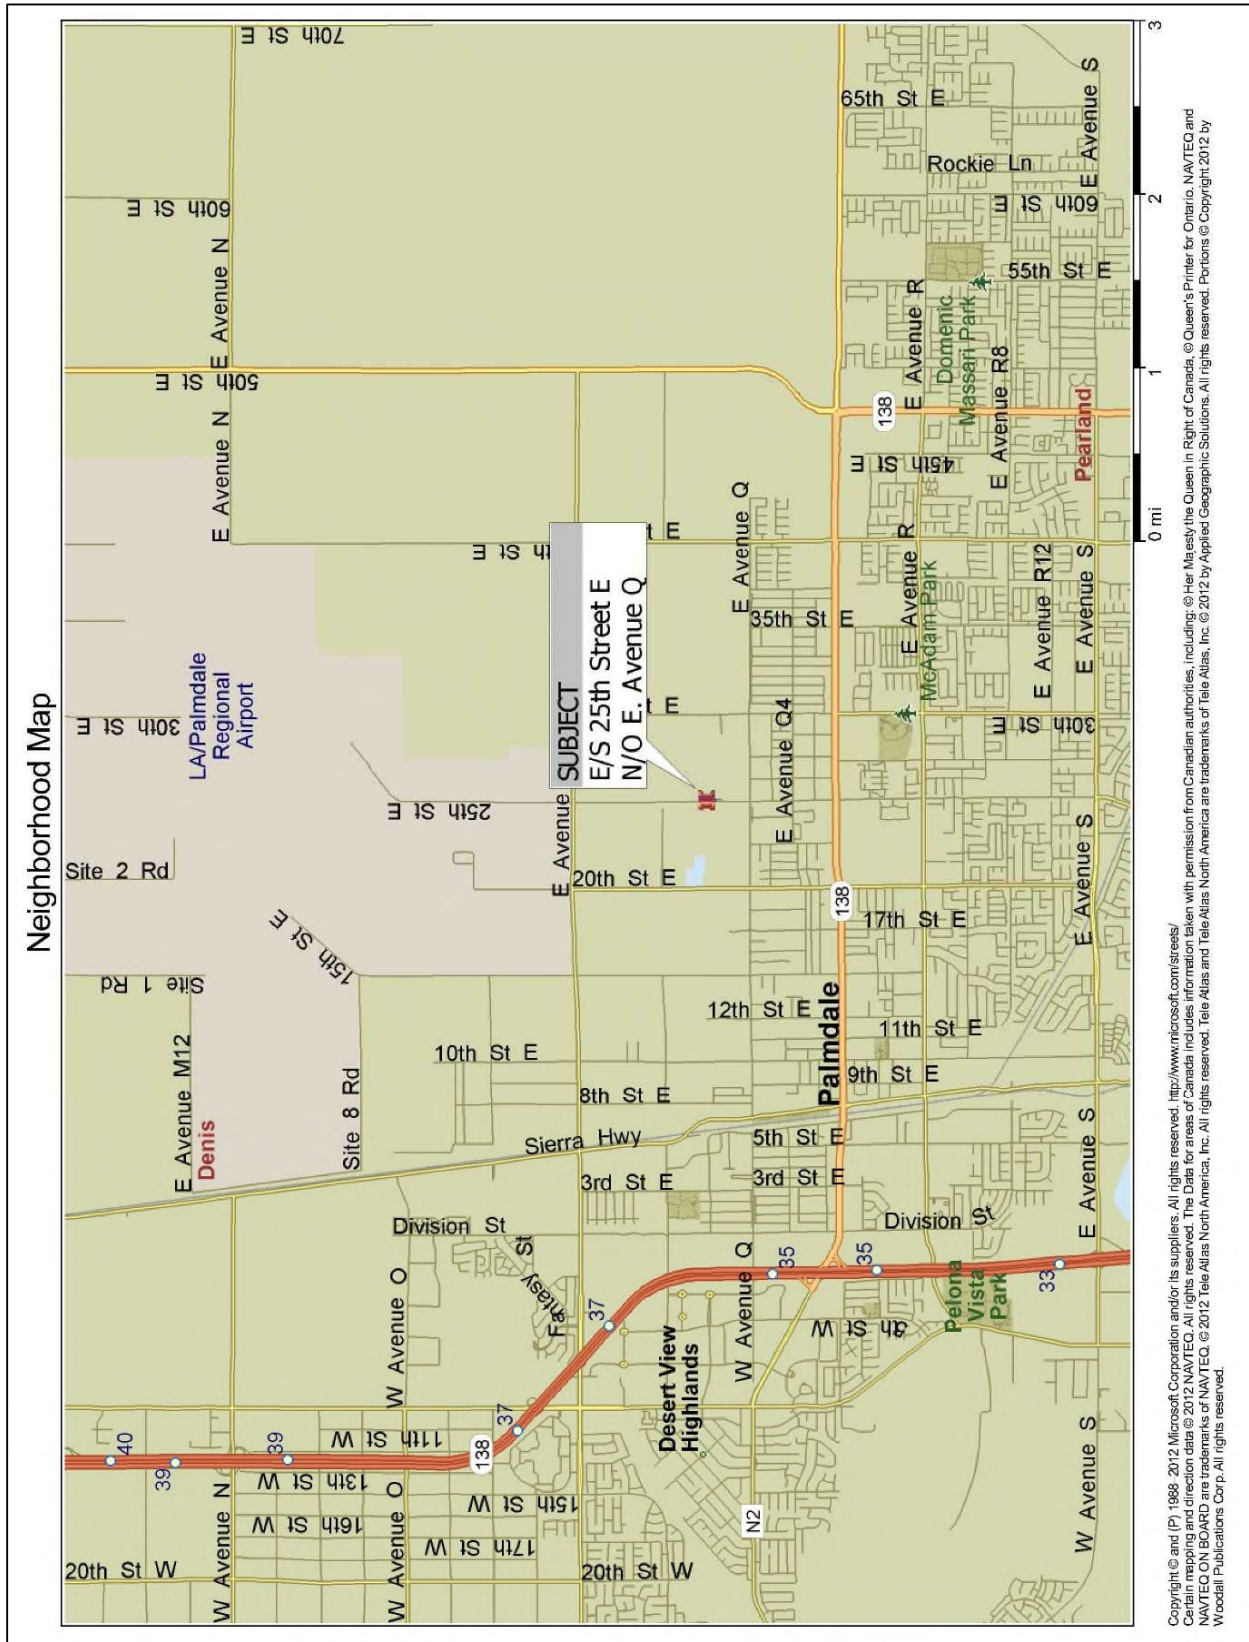 Neighborhood Map
70th St E
60th St E
E Avenue N
50th St E
E Avenue N
65th St E
Rockie Ln
60th St E
E Avenue S
55th St E
E Avenue R
Domenic
Massari Park
E Avenue R8
138
45th St E
Pearland
E Avenue Q
E Avenue R
35th St E
McAdam Park
E Avenue R12
E Avenue S
30th St E
LA/Palmdale
Regional
Airport
30th St E
25th St E
Site 2 Rd
E Avenue
SUBJECT
E/S 25th Street E
N/O E. Avenue Q
th St E
t E
t E
E Avenue Q4
20th St E
138
17th St E
E Avenue S
15th St E
Site 1 Rd
E Avenue M12
Denis
Site 8 Rd
10th St E
12th St E
11th St E
Palmdale
9th St E
8th St E
Sierra Hwy
5th St E
3rd St E
3rd St E
Division St
Division St
E Avenue S
Fantasy St
W Avenue O
W Avenue Q
35
35
33
37
37
Pelona
Vista
Park
5th St W
Desert View
Highlands
40
39
39
11th St W
138
13th St W
W Avenue N
W Avenue O
15th St W
16th St W
17th St W
20th St W
20th St W
N2
W Avenue S
0 mi
1
2
3
Copyright © and (P) 1988–2012 Microsoft Corporation and/or its suppliers. All rights reserved. http://www.microsoft.com/streets/
Certain mapping and direction data © 2012 NAVTEQ. All rights reserved. The Data for areas of Canada includes information taken with permission from Canadian authorities, including: © Her Majesty the Queen in Right of Canada, © Queen's Printer for Ontario. NAVTEQ and
NAVTEQ ON BOARD are trademarks of NAVTEQ. © 2012 Tele Atlas North America, Inc. All rights reserved. Tele Atlas and Tele Atlas North America are trademarks of Tele Atlas, Inc. © 2012 by Applied Geographic Solutions. All rights reserved. Portions © Copyright 2012 by
Woodall Publications Corp. All rights reserved.